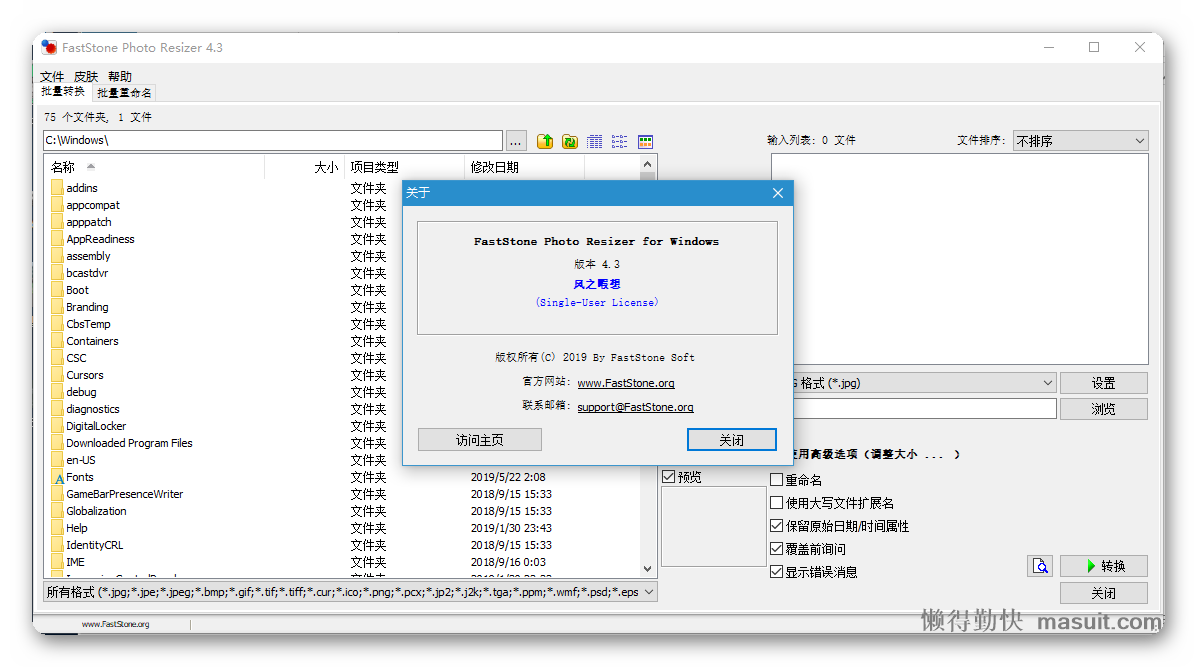 FastStone Photo Resizer 4.3
文件 皮肤 帮助
批量转换 批量重命名
75 个文件夹, 1 文件
C:\Windows\ ... 输入列表: 0 文件 文件排序: 不排序
名称 大小 项目类型 修改日期
addins 文件夹
appcompat 文件夹
apppatch 文件夹
AppReadiness 文件夹
assembly 文件夹
bcastdvr 文件夹
Boot 文件夹
Branding 文件夹
CbsTemp 文件夹
Containers 文件夹
CSC 文件夹
Cursors 文件夹
debug 文件夹
diagnostics 文件夹
DigitalLocker 文件夹
Downloaded Program Files 文件夹
en-US 文件夹
Fonts 文件夹 2019/5/22 2:08
GameBarPresenceWriter 文件夹 2018/9/15 15:33
Globalization 文件夹 2018/9/15 15:33
Help 文件夹 2019/1/30 23:43
IdentityCRL 文件夹 2018/9/15 15:33
IME 文件夹 2018/9/16 0:03
所有格式 (*.jpg;*.jpe;*.jpeg;*.bmp;*.gif;*.tif;*.tiff;*.cur;*.ico;*.png;*.pcx;*.jp2;*.j2k;*.tga;*.ppm;*.wmf;*.psd;*.eps
www.FastStone.org
关于
FastStone Photo Resizer for Windows
版本 4.3
风之暇想
(Single-User License)
版权所有(C) 2019 By FastStone Soft
官方网站: www.FastStone.org
联系邮箱: support@FastStone.org
访问主页 关闭
格式 (*.jpg) 设置
浏览
用高级选项 (调整大小 ... )
预览
重命名
使用大写文件扩展名
保留原始日期/时间属性
覆盖前询问
显示错误消息
转换
关闭
懒得勤快 masuit.com